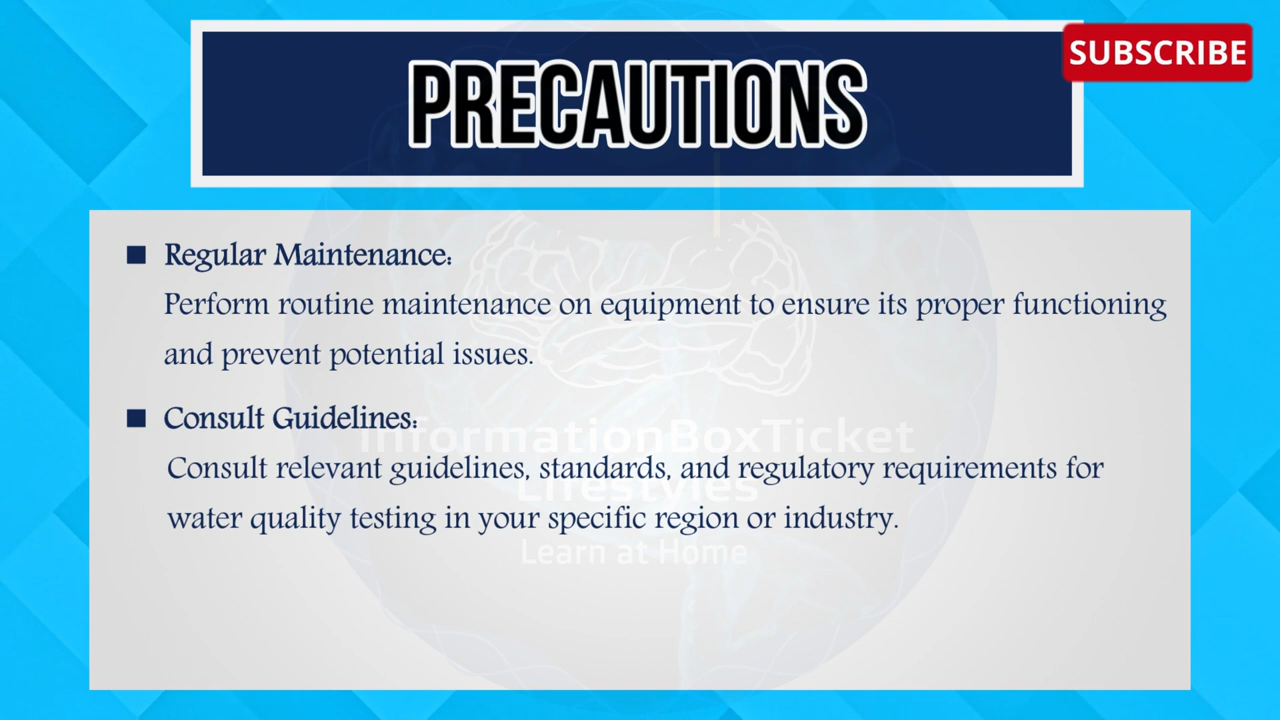 PRECAUTIONS
SUBSCRIBE
■ Regular Maintenance:
Perform routine maintenance on equipment to ensure its proper functioning
and prevent potential issues.
■ Consult Guidelines:
InformationBoxTicket
Consult relevant guidelines, standards, and regulatory requirements for
Lifestyles
water quality testing in your specific region or industry.
Learn at Home